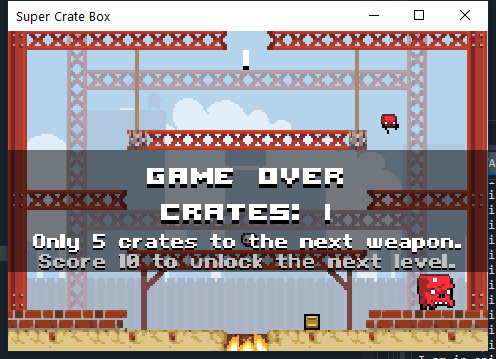 Super Crate Box
GAME OVER
CRATES: 1
Only 5 crates to the next weapon.
Score 10 to unlock the next level.